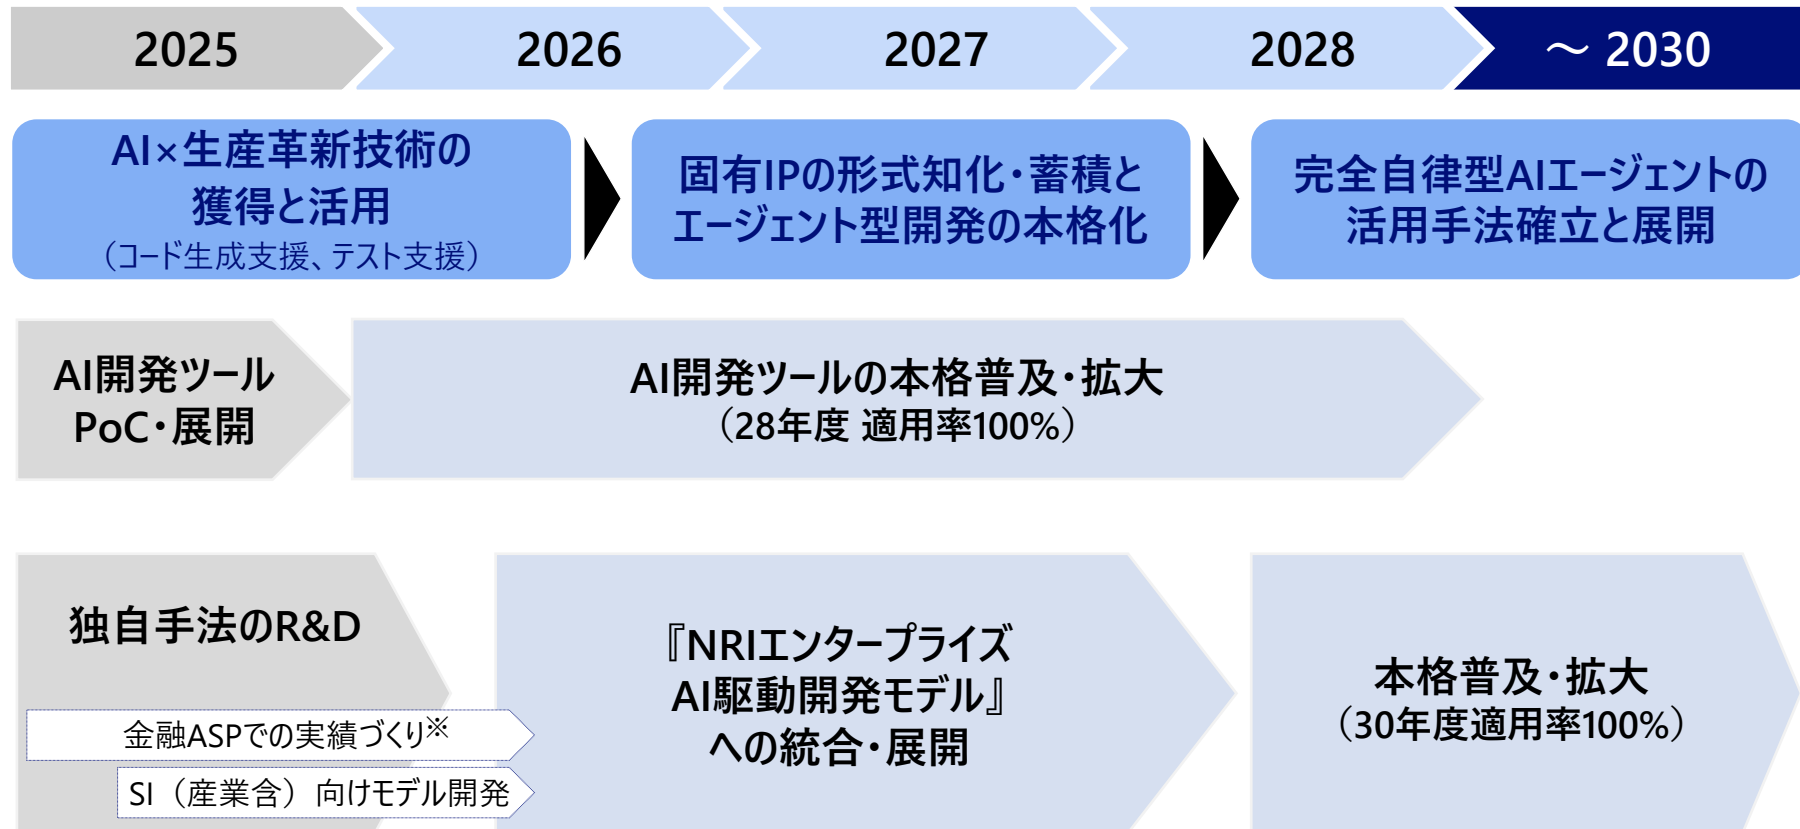 2025
2026
2027
2028
～ 2030
AI×生産革新技術の
獲得と活用
（コード生成支援、テスト支援）
固有IPの形式知化・蓄積と
エージェント型開発の本格化
完全自律型AIエージェントの
活用手法確立と展開
AI開発ツール
PoC・展開
AI開発ツールの本格普及・拡大
（28年度 適用率100%）
独自手法のR&D
金融ASPでの実績づくり※
SI（産業含）向けモデル開発
『NRIエンタープライズ
AI駆動開発モデル』
への統合・展開
本格普及・拡大
（30年度適用率100%）